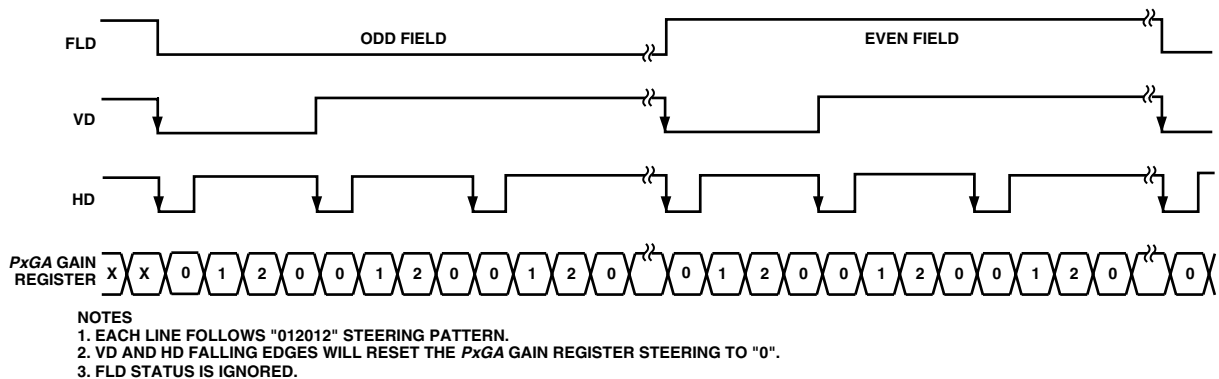 FLD
ODD FIELD
EVEN FIELD
VD
HD
PxGA GAIN
REGISTER
X X 0 1 2 0 0 1 2 0 0 1 2 0 0 1 2 0 0 1 2 0 0 1 2 0 0
NOTES
1. EACH LINE FOLLOWS "012012" STEERING PATTERN.
2. VD AND HD FALLING EDGES WILL RESET THE PxGA GAIN REGISTER STEERING TO "0".
3. FLD STATUS IS IGNORED.